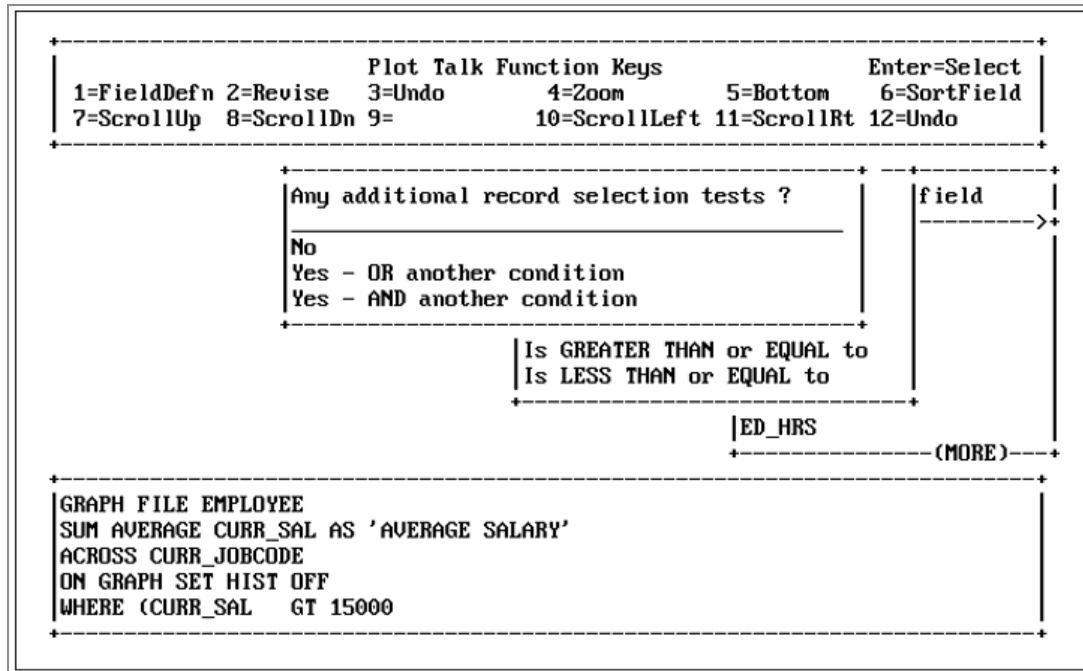 Plot Talk Function Keys Enter=Select
1=FieldDefn 2=Revise 3=Undo 4=Zoom 5=Bottom 6=SortField
7=ScrollUp 8=ScrollDn 9= 10=ScrollLeft 11=ScrollRt 12=Undo
Any additional record selection tests ? field
No
Yes - OR another condition
Yes - AND another condition
Is GREATER THAN or EQUAL to
Is LESS THAN or EQUAL to
ED_HRS
(MORE)
GRAPH FILE EMPLOYEE
SUM AVERAGE CURR_SAL AS 'AVERAGE SALARY'
ACROSS CURR_JOBCODE
ON GRAPH SET HIST OFF
WHERE (CURR_SAL GT 15000